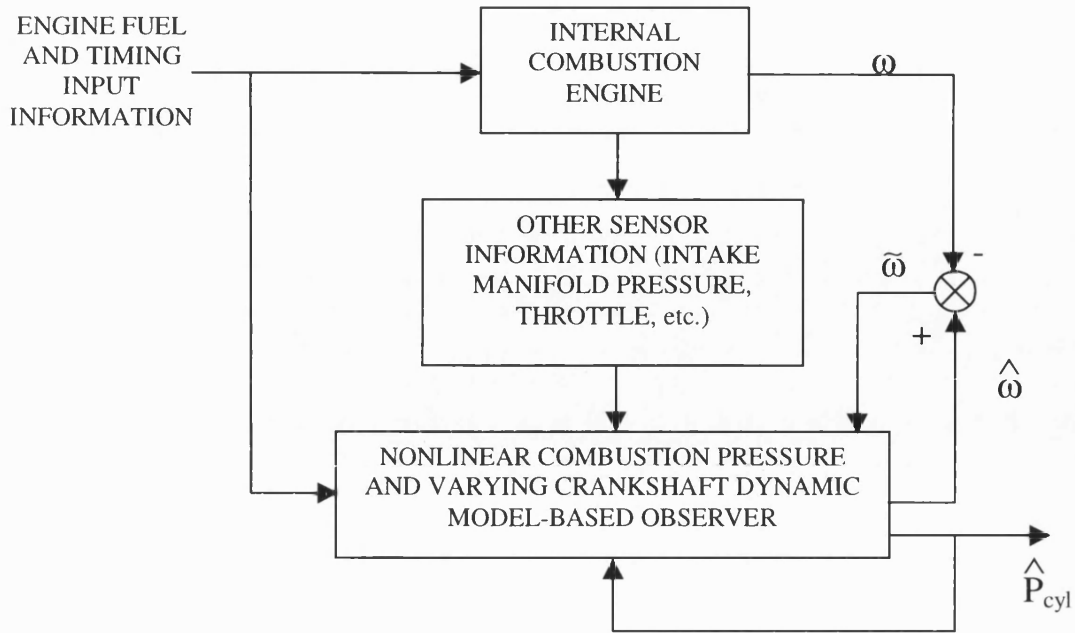 ENGINE FUEL
AND TIMING
INPUT
INFORMATION
INTERNAL
COMBUSTION
ENGINE
ω
OTHER SENSOR
INFORMATION (INTAKE
MANIFOLD PRESSURE,
THROTTLE, etc.)
ω̃
-
+
ω̂
NONLINEAR COMBUSTION PRESSURE
AND VARYING CRANKSHAFT DYNAMIC
MODEL-BASED OBSERVER
P̂cyl